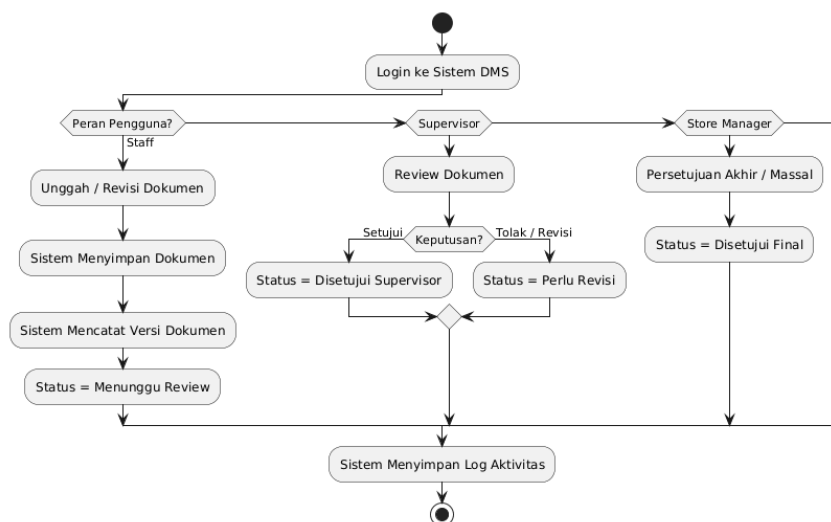 Login ke Sistem DMS
Peran Pengguna?
Staff
Supervisor
Store Manager
Unggah / Revisi Dokumen
Review Dokumen
Persetujuan Akhir / Massal
Sistem Menyimpan Dokumen
Setujui
Keputusan?
Tolak / Revisi
Status = Disetujui Final
Status = Disetujui Supervisor
Status = Perlu Revisi
Sistem Mencatat Versi Dokumen
Status = Menunggu Review
Sistem Menyimpan Log Aktivitas